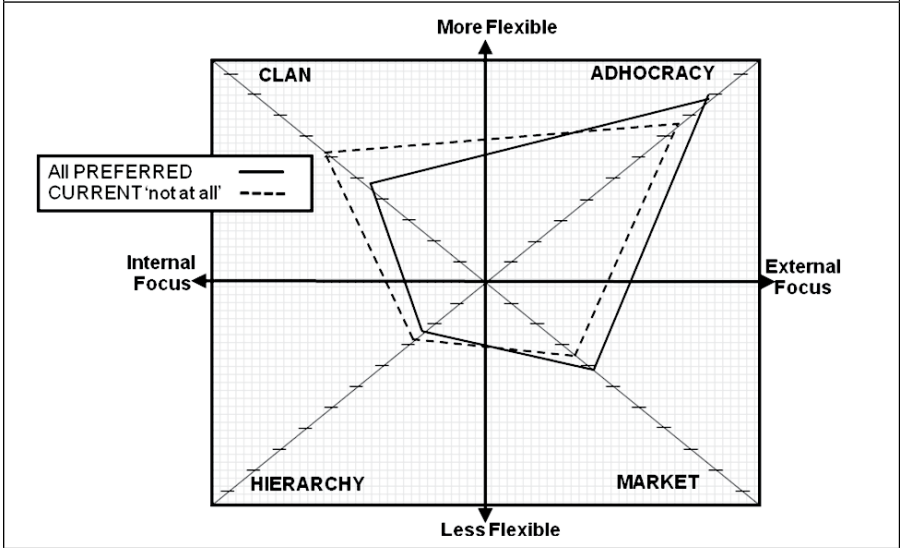 More Flexible
CLAN
ADHOCRACY
All PREFERRED
CURRENT ‘not at all’
Internal
Focus
External
Focus
HIERARCHY
MARKET
Less Flexible